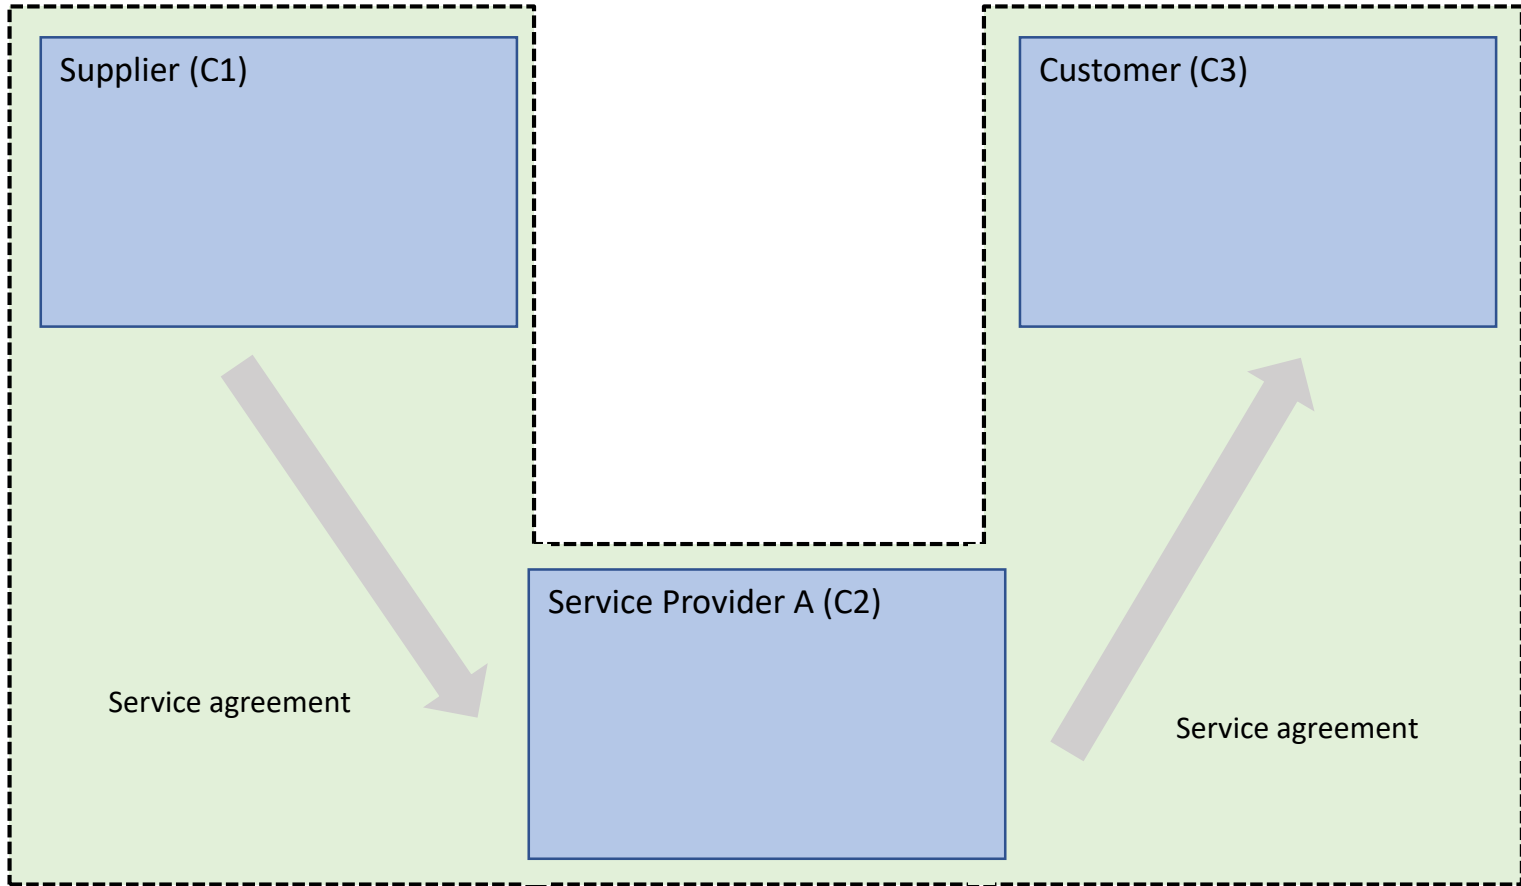 Supplier (C1)
Customer (C3)
Service Provider A (C2)
Service agreement
Service agreement